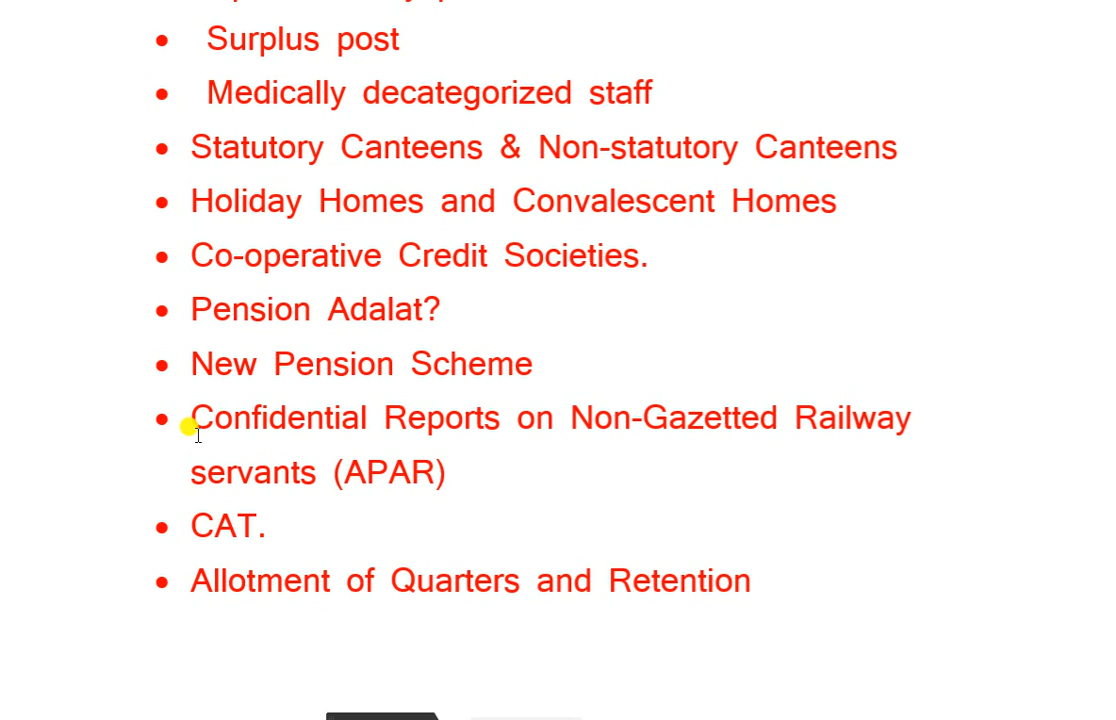 • Surplus post
• Medically decategorized staff
• Statutory Canteens & Non-statutory Canteens
• Holiday Homes and Convalescent Homes
• Co-operative Credit Societies.
• Pension Adalat?
• New Pension Scheme
• Confidential Reports on Non-Gazetted Railway
servants (APAR)
• CAT.
• Allotment of Quarters and Retention